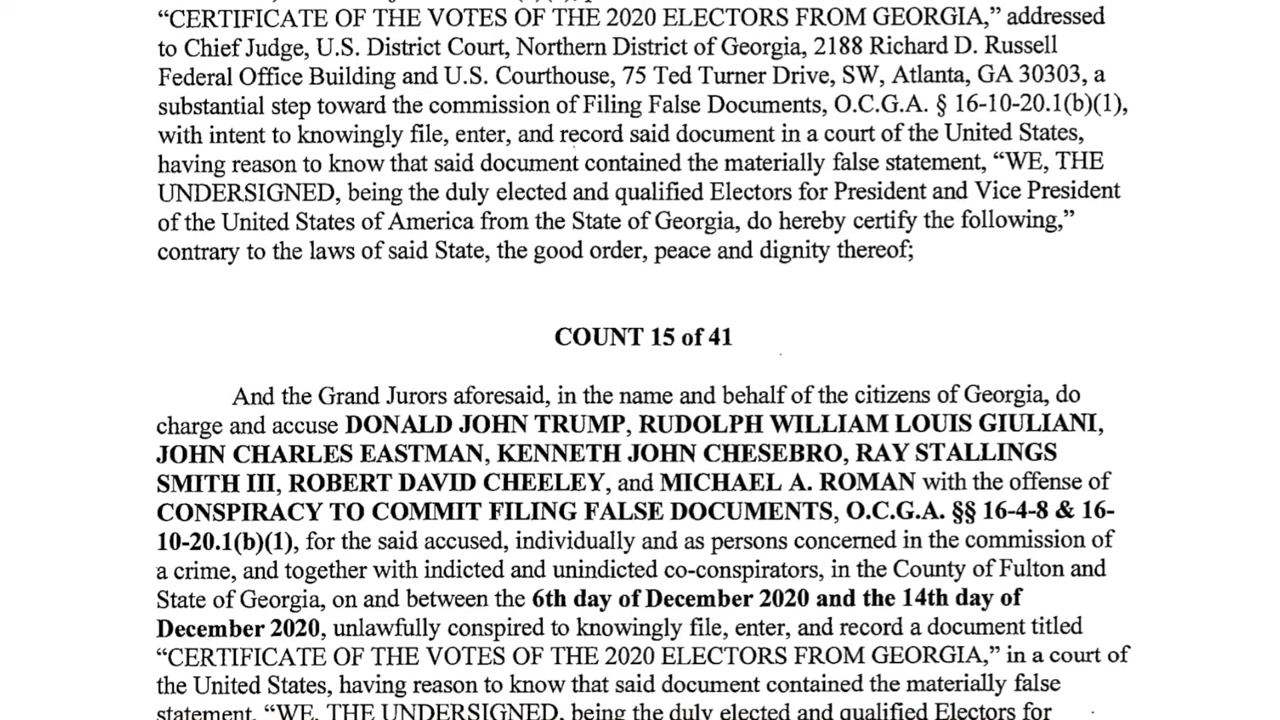 “CERTIFICATE OF THE VOTES OF THE 2020 ELECTORS FROM GEORGIA,” addressed
to Chief Judge, U.S. District Court, Northern District of Georgia, 2188 Richard D. Russell
Federal Office Building and U.S. Courthouse, 75 Ted Turner Drive, SW, Atlanta, GA 30303, a
substantial step toward the commission of Filing False Documents, O.C.G.A. § 16-10-20.1(b)(1),
with intent to knowingly file, enter, and record said document in a court of the United States,
having reason to know that said document contained the materially false statement, “WE, THE
UNDERSIGNED, being the duly elected and qualified Electors for President and Vice President
of the United States of America from the State of Georgia, do hereby certify the following,”
contrary to the laws of said State, the good order, peace and dignity thereof;
COUNT 15 of 41
And the Grand Jurors aforesaid, in the name and behalf of the citizens of Georgia, do
charge and accuse DONALD JOHN TRUMP, RUDOLPH WILLIAM LOUIS GIULIANI,
JOHN CHARLES EASTMAN, KENNETH JOHN CHESEBRO, RAY STALLINGS
SMITH III, ROBERT DAVID CHEELEY, and MICHAEL A. ROMAN with the offense of
CONSPIRACY TO COMMIT FILING FALSE DOCUMENTS, O.C.G.A. §§ 16-4-8 & 16-
10-20.1(b)(1), for the said accused, individually and as persons concerned in the commission of
a crime, and together with indicted and unindicted co-conspirators, in the County of Fulton and
State of Georgia, on and between the 6th day of December 2020 and the 14th day of
December 2020, unlawfully conspired to knowingly file, enter, and record a document titled
“CERTIFICATE OF THE VOTES OF THE 2020 ELECTORS FROM GEORGIA,” in a court of
the United States, having reason to know that said document contained the materially false
statement, “WE, THE UNDERSIGNED, being the duly elected and qualified Electors for